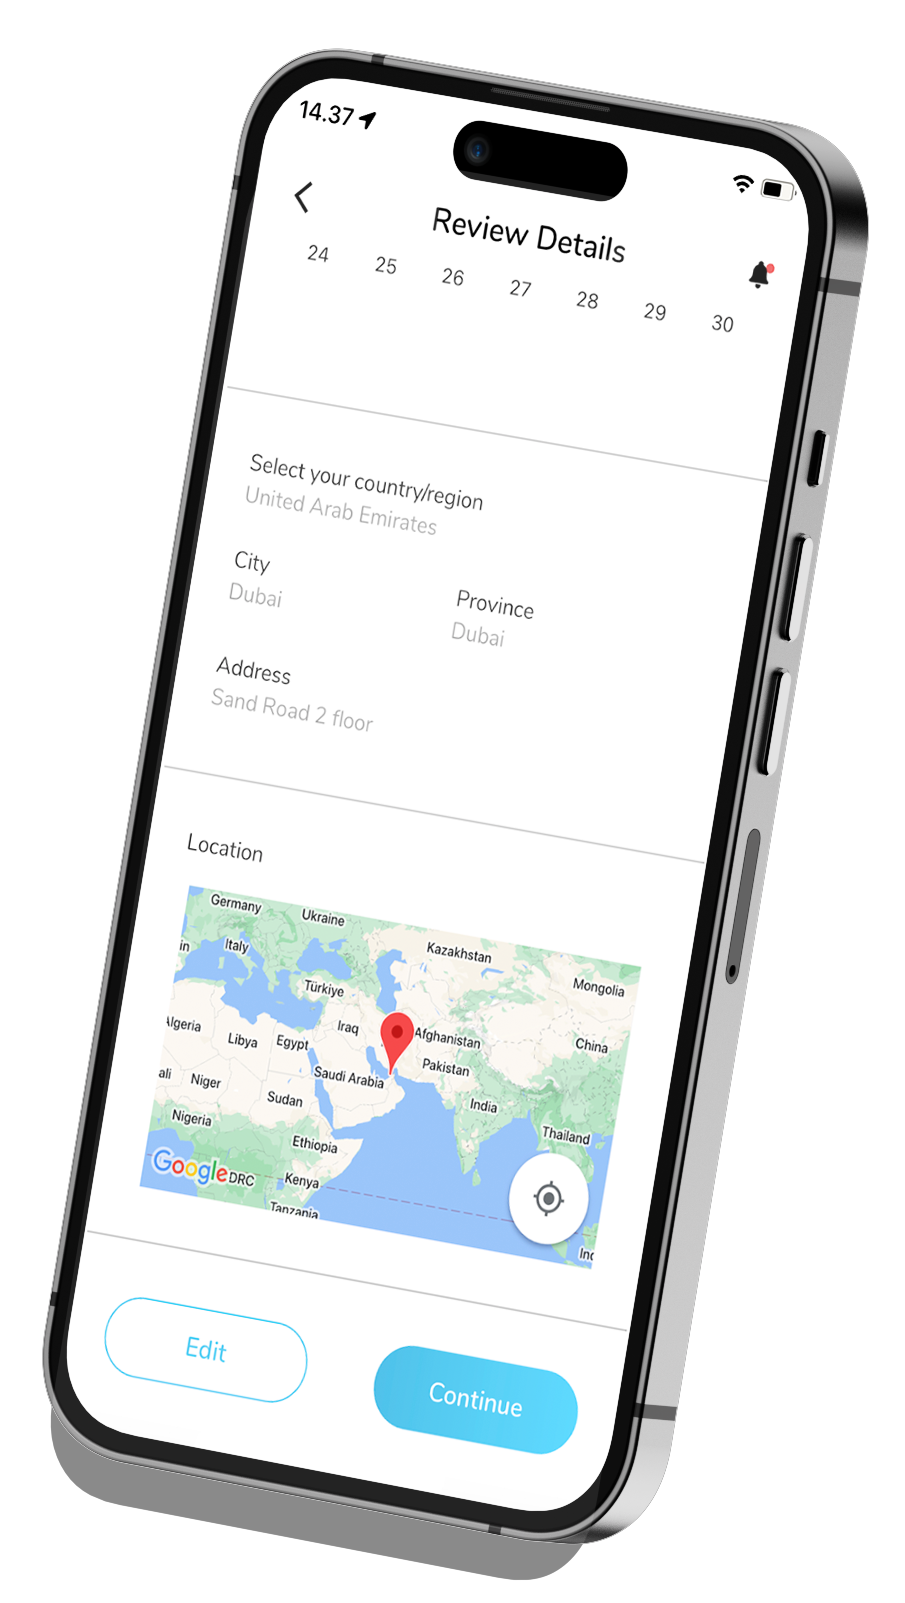 14.37
Review Details
24 25 26 27 28 29 30
Select your country/region
United Arab Emirates
City
Dubai
Province
Dubai
Address
Sand Road 2 floor
Location
Germany
Ukraine
Kazakhstan
Mongolia
in
Italy
Türkiye
Iraq
Afghanistan
China
Algeria
Libya
Egypt
Pakistan
Saudi Arabia
ali
Niger
Sudan
India
Nigeria
Thailand
Ethiopia
Google
DRC
Kenya
Tanzania
Inc
Edit
Continue